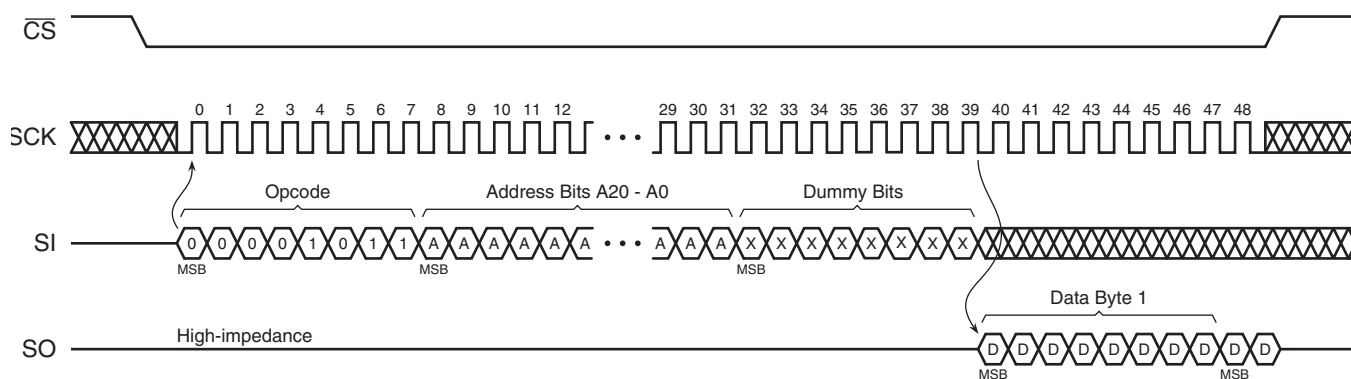 CS
0 1 2 3 4 5 6 7 8 9 10 11 12 29 30 31 32 33 34 35 36 37 38 39 40 41 42 43 44 45 46 47 48
SCK
Opcode Address Bits A20 - A0 Dummy Bits
SI 0 0 0 0 1 0 1 1 A A A A A A A A A X X X X X X X X
MSB MSB MSB
Data Byte 1
High-impedance
SO D D D D D D D D D D
MSB MSB